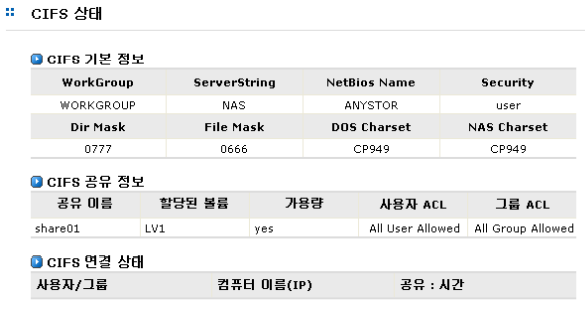 CIFS 상태
CIFS 기본 정보
WorkGroup ServerString NetBios Name Security
WORKGROUP NAS ANYSTOR user
Dir Mask File Mask DOS Charset NAS Charset
0777 0666 CP949 CP949
CIFS 공유 정보
공유 이름 할당된 볼륨 가용량 사용자 ACL 그룹 ACL
share01 LV1 yes All User Allowed All Group Allowed
CIFS 연결 상태
사용자/그룹 컴퓨터 이름(IP) 공유 : 시간